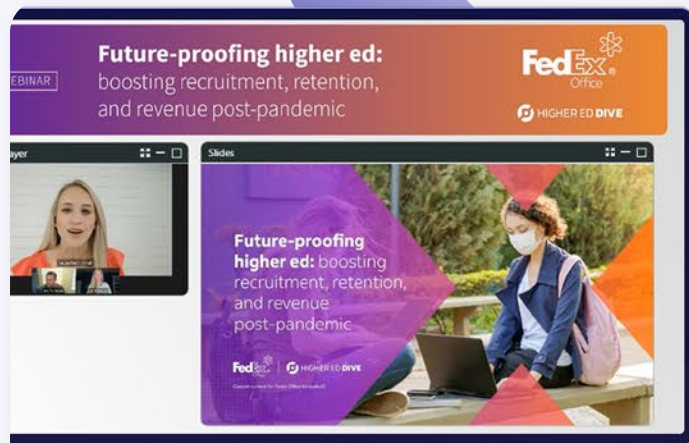 EBINAR
Future-proofing higher ed:
boosting recruitment, retention,
and revenue post-pandemic
FedEx®
Office
HIGHER ED DIVE
ayer
Slides
Future-proofing
higher ed: boosting
recruitment, retention,
and revenue
post-pandemic
FedEx
HIGHER ED DIVE